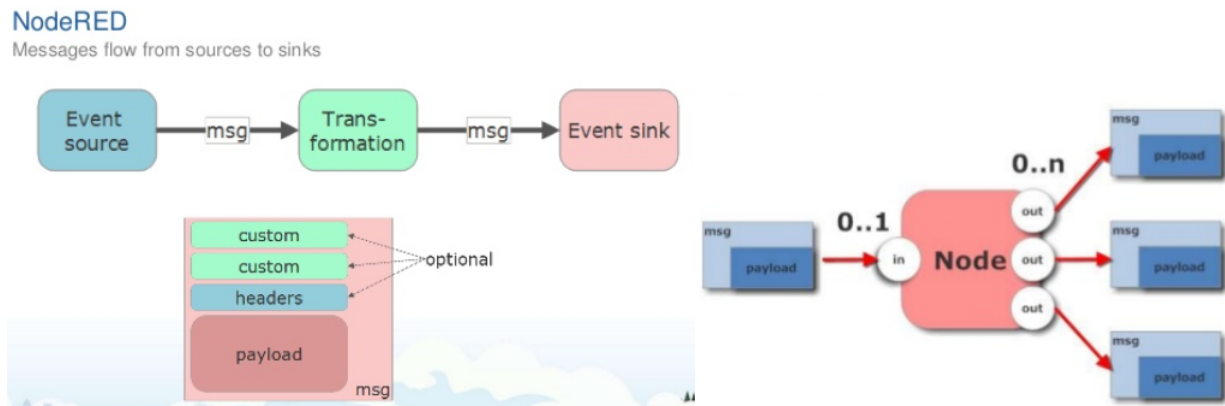 NodeRED
Messages flow from sources to sinks
Event
source
msg
Trans-
formation
msg
Event sink
custom
custom
headers
payload
msg
optional
msg
payload
0..1
in
Node
0..n
out
out
out
msg
payload
msg
payload
msg
payload